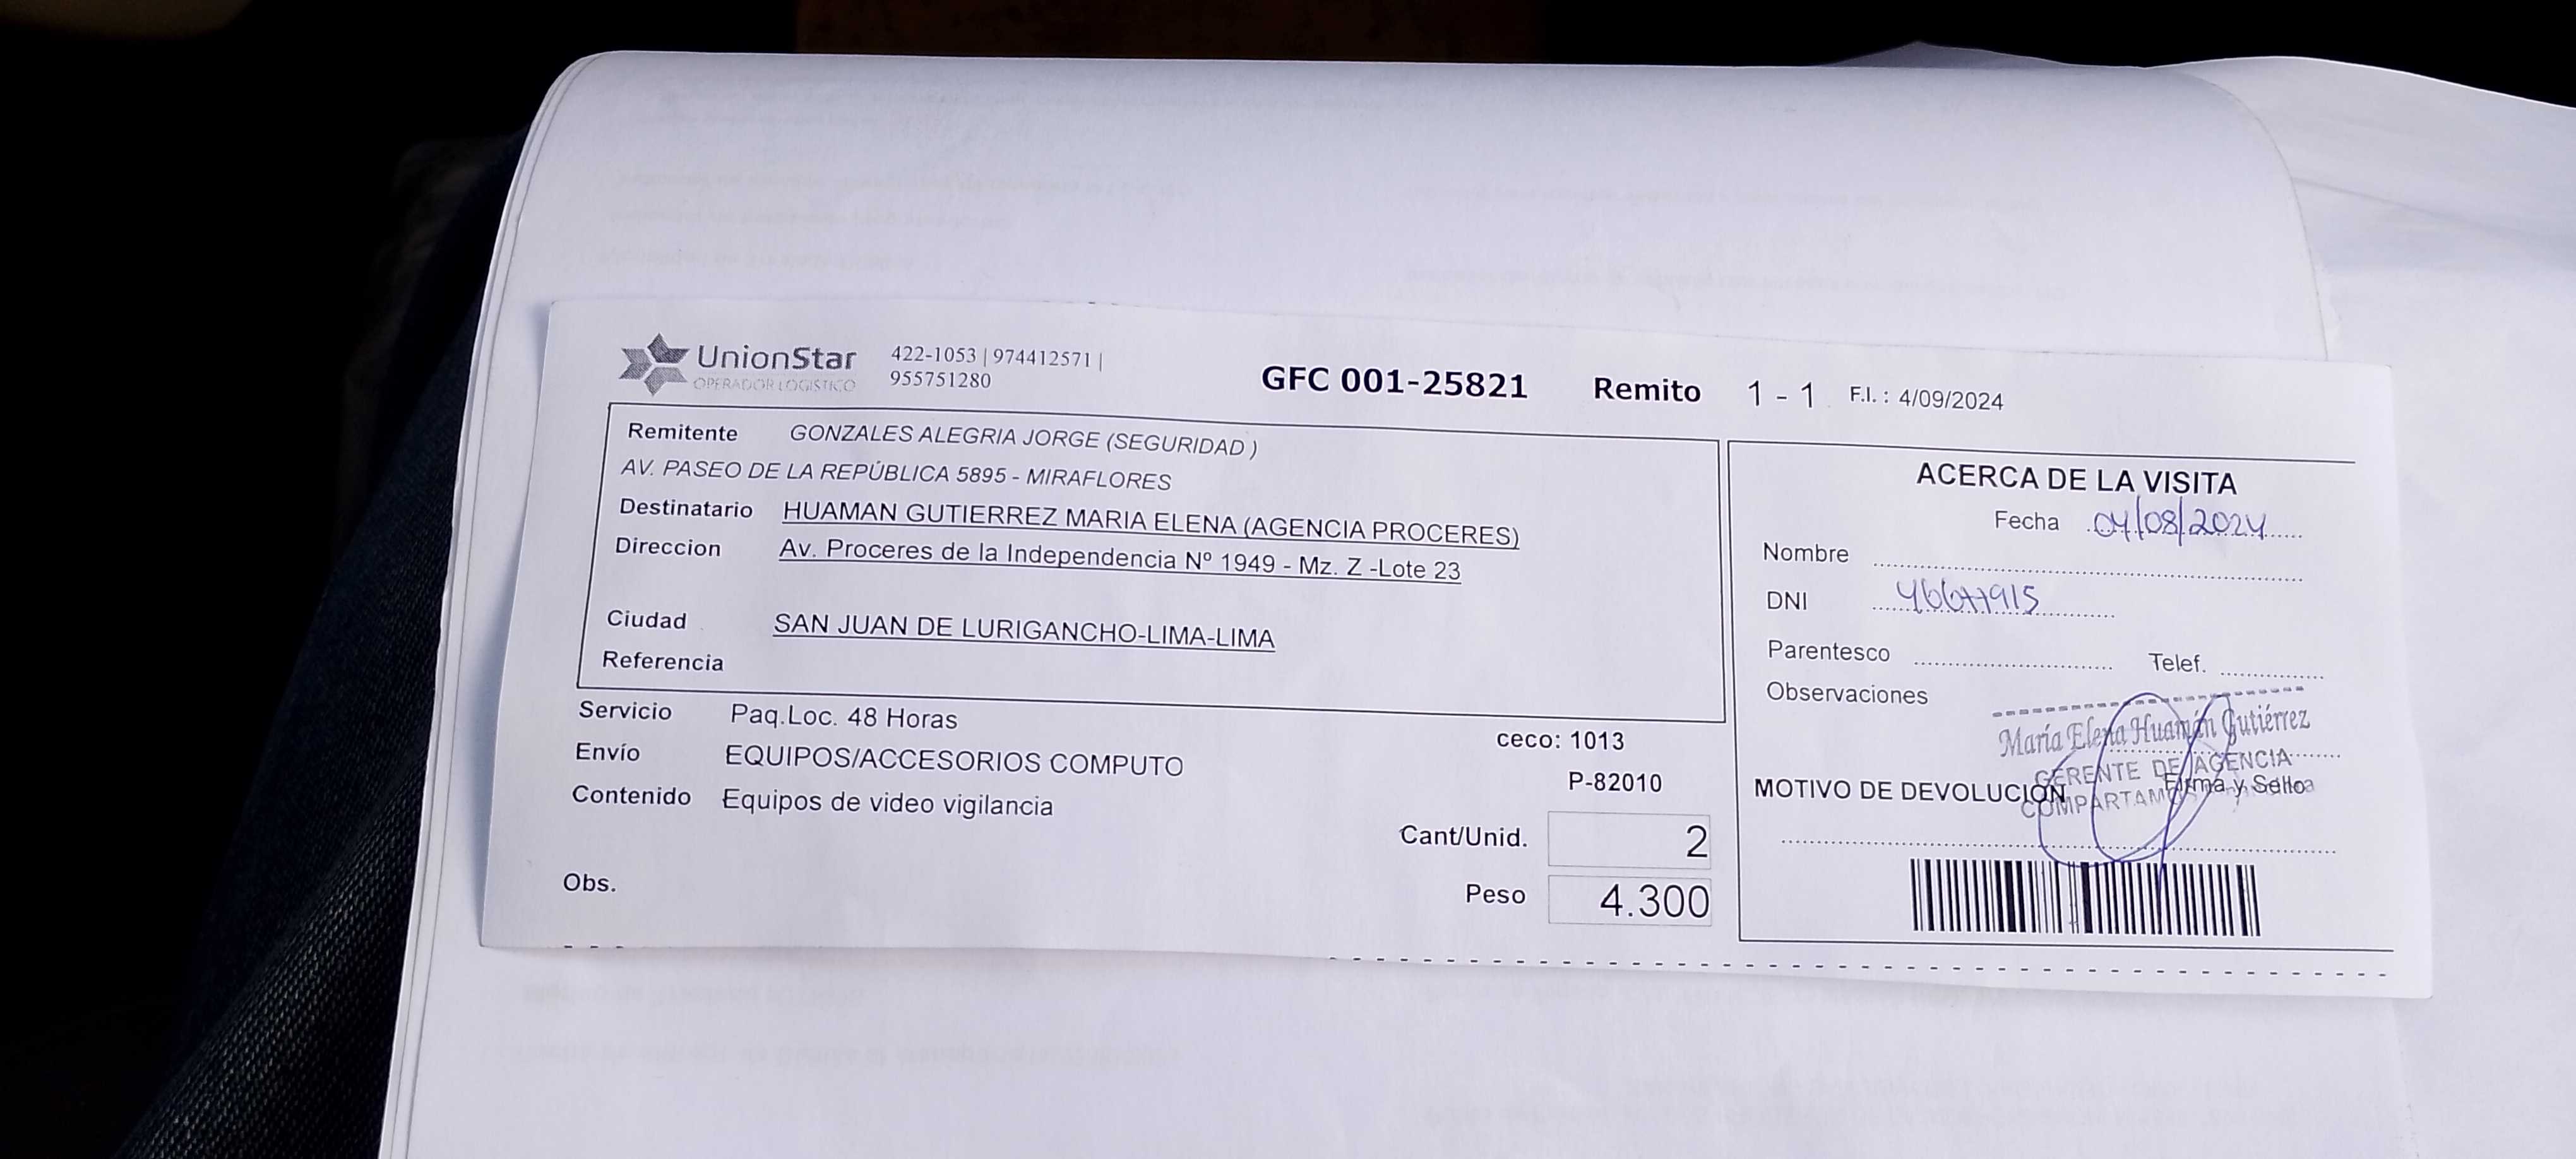 UnionStar
OPERADOR LOGISTICO
422-1053 | 974412571 |
955751280
GFC 001-25821 Remito 1 - 1 F.I. : 4/09/2024
Remitente GONZALES ALEGRIA JORGE (SEGURIDAD )
AV. PASEO DE LA REPÚBLICA 5895 - MIRAFLORES
Destinatario HUAMAN GUTIERREZ MARIA ELENA (AGENCIA PROCERES)
Direccion Av. Proceres de la Independencia Nº 1949 - Mz. Z -Lote 23
Ciudad SAN JUAN DE LURIGANCHO-LIMA-LIMA
Referencia
Servicio Paq.Loc. 48 Horas
Envío EQUIPOS/ACCESORIOS COMPUTO
Contenido Equipos de video vigilancia
Obs.
ceco: 1013
P-82010
Cant/Unid. 2
Peso 4.300
ACERCA DE LA VISITA
Fecha 04/08/2024
Nombre
DNI
Parentesco Telef.
Observaciones
María Elena Huamán Gutiérrez
GERENTE DE AGENCIA
Firma y Sello
MOTIVO DE DEVOLUCIÓN